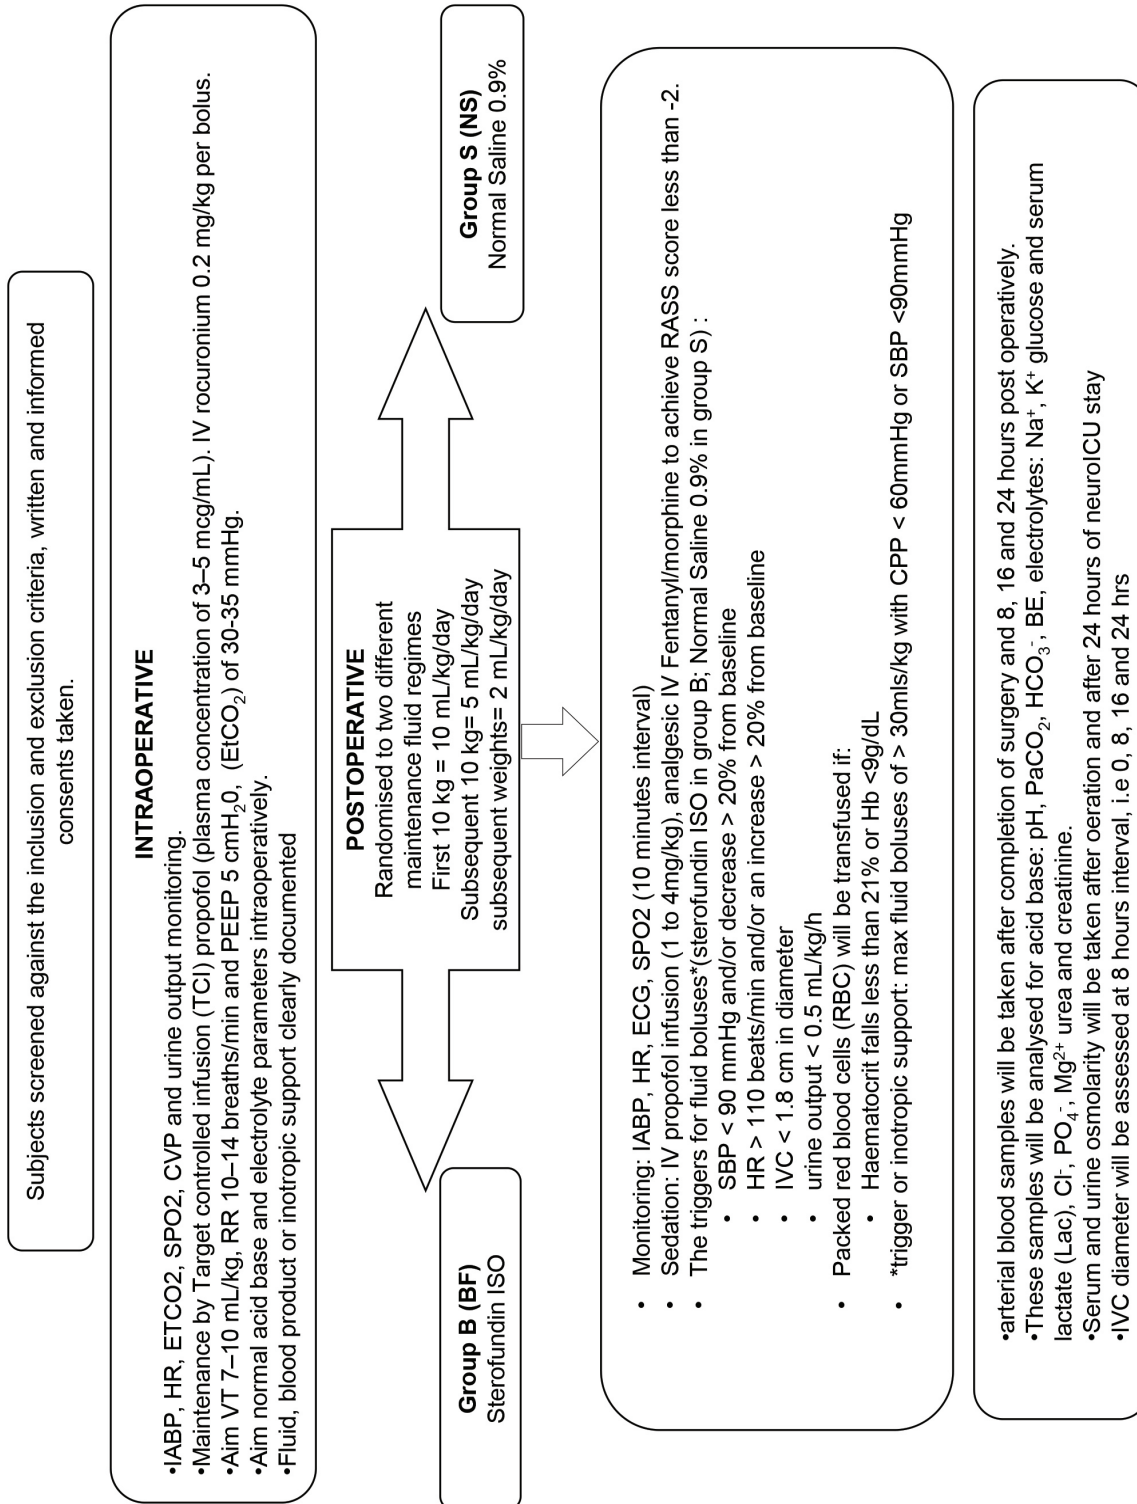 Subjects screened against the inclusion and exclusion criteria, written and informed
consents taken.
INTRAOPERATIVE
•IABP, HR, ETCO2, SPO2, CVP and urine output monitoring.
•Maintenance by Target controlled infusion (TCI) propofol (plasma concentration of 3–5 mcg/mL). IV rocuronium 0.2 mg/kg per bolus.
•Aim VT 7–10 mL/kg, RR 10–14 breaths/min and PEEP 5 cmH₂0, (EtCO₂) of 30-35 mmHg.
•Aim normal acid base and electrolyte parameters intraoperatively.
•Fluid, blood product or inotropic support clearly documented
POSTOPERATIVE
Randomised to two different
maintenance fluid regimes
First 10 kg = 10 mL/kg/day
Subsequent 10 kg= 5 mL/kg/day
subsequent weights= 2 mL/kg/day
Group B (BF)
Sterofundin ISO
Group S (NS)
Normal Saline 0.9%
• Monitoring: IABP, HR, ECG, SPO2 (10 minutes interval)
• Sedation: IV propofol infusion (1 to 4mg/kg), analgesic IV Fentanyl/morphine to achieve RASS score less than -2.
• The triggers for fluid boluses*(sterofundin ISO in group B; Normal Saline 0.9% in group S) :
• SBP < 90 mmHg and/or decrease > 20% from baseline
• HR > 110 beats/min and/or an increase > 20% from baseline
• IVC < 1.8 cm in diameter
• urine output < 0.5 mL/kg/h
• Packed red blood cells (RBC) will be transfused if:
• Haematocrit falls less than 21% or Hb <9g/dL
• *trigger or inotropic support: max fluid boluses of > 30mls/kg with CPP < 60mmHg or SBP <90mmHg
•arterial blood samples will be taken after completion of surgery and 8, 16 and 24 hours post operatively.
•These samples will be analysed for acid base: pH, PaCO₂, HCO₃⁻, BE, electrolytes: Na⁺, K⁺ glucose and serum
lactate (Lac), Cl⁻, PO₄⁻, Mg²⁺ urea and creatinine.
•Serum and urine osmolarity will be taken after oeration and after 24 hours of neuroICU stay
•IVC diameter will be assessed at 8 hours interval, i.e 0, 8, 16 and 24 hrs